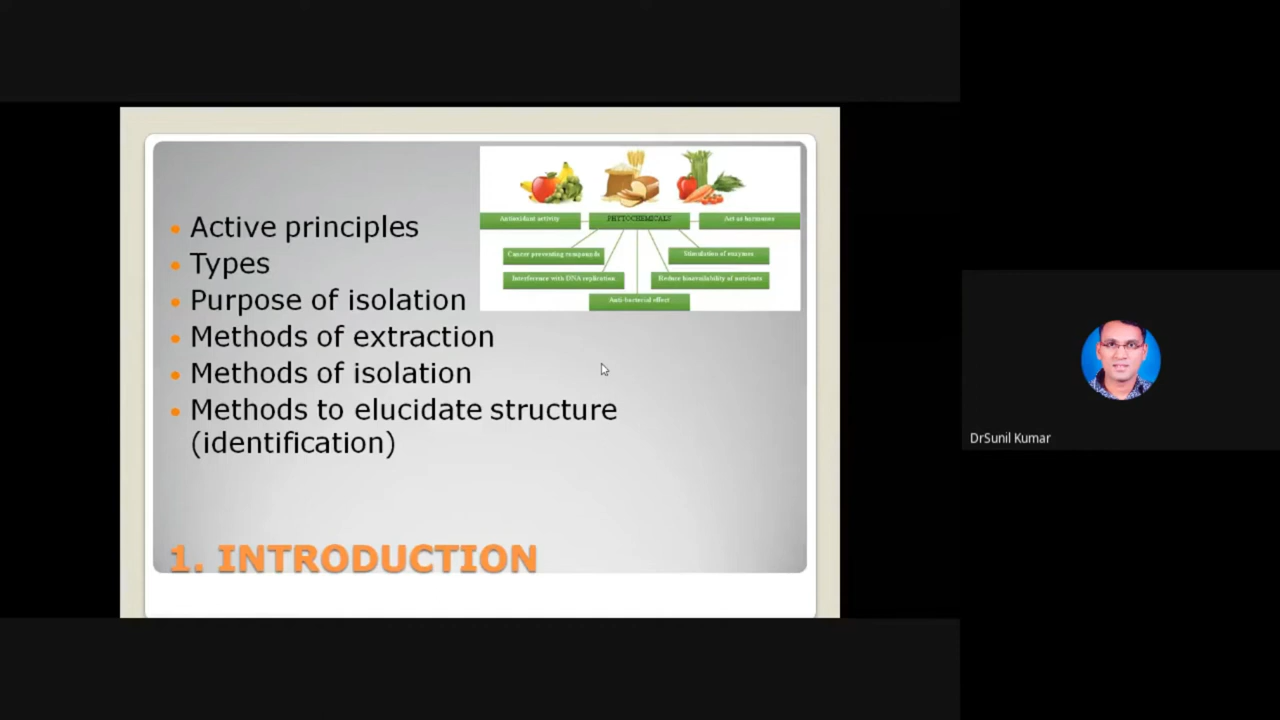 Active principles
Types
Purpose of isolation
Methods of extraction
Methods of isolation
Methods to elucidate structure
(identification)
Antioxidant activity
PHYTOCHEMICALS
Act as hormones
Cancer preventing compounds
Stimulation of enzymes
Interference with DNA replication
Reduce bioavailability of nutrients
Anti-bacterial effect
1. INTRODUCTION
DrSunil Kumar